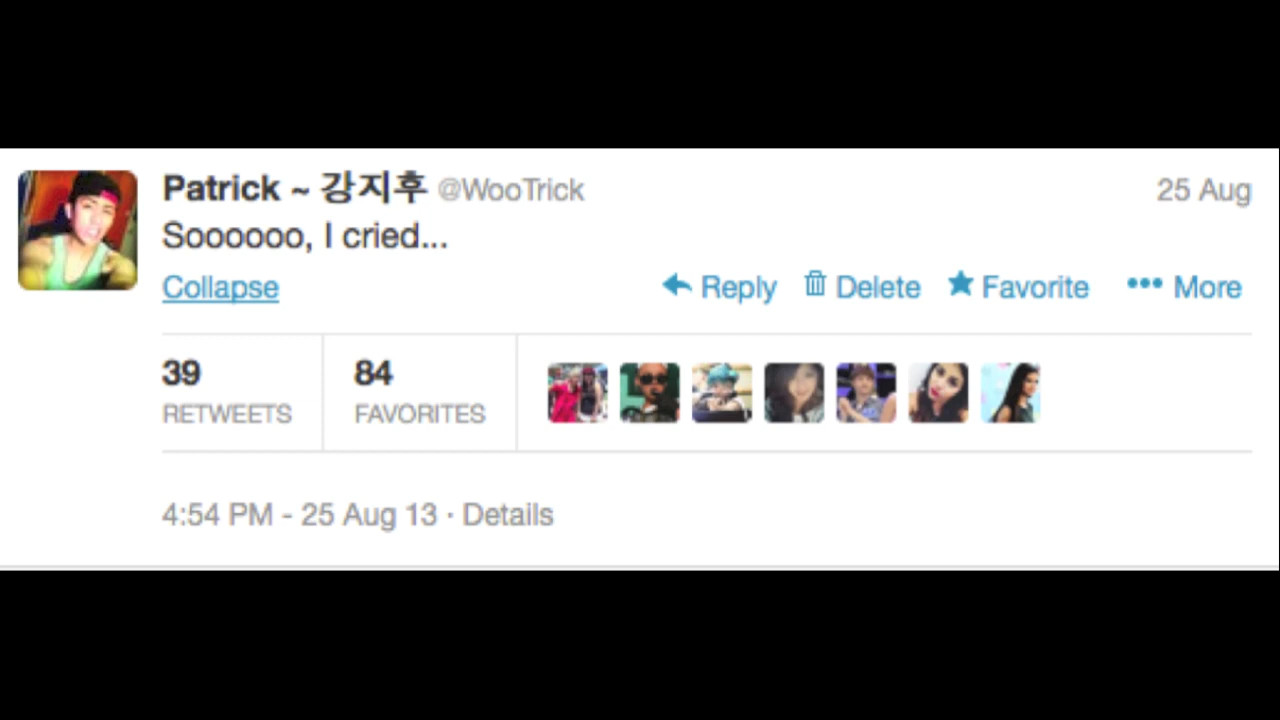 Patrick ~ 강지후 @WooTrick 25 Aug
Soooooo, I cried...
Collapse Reply Delete Favorite More
39 84
RETWEETS FAVORITES
4:54 PM - 25 Aug 13 · Details